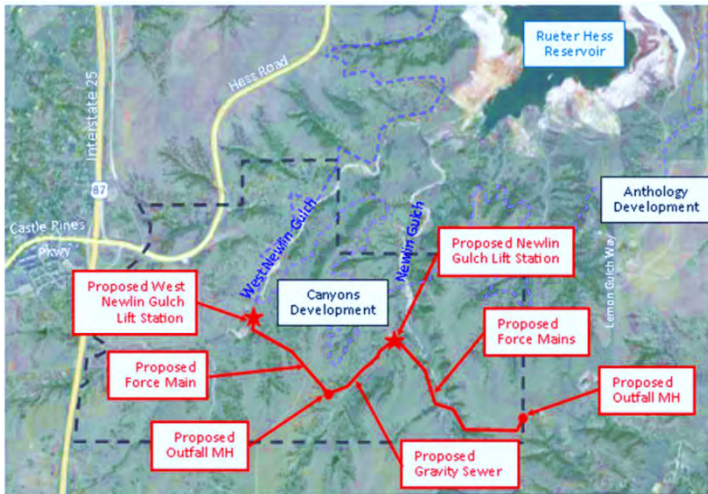 Rueter Hess
Reservoir
Interstate 25
Hess Road
87
Castle Pines
Pkwy
West Newlin Gulch
Newlin Gulch
Anthology
Development
Lemon Gulch Way
Proposed Newlin
Gulch Lift Station
Proposed West
Newlin Gulch
Lift Station
Canyons
Development
Proposed
Force Main
Proposed
Force Mains
Proposed
Outfall MH
Proposed
Outfall MH
Proposed
Gravity Sewer